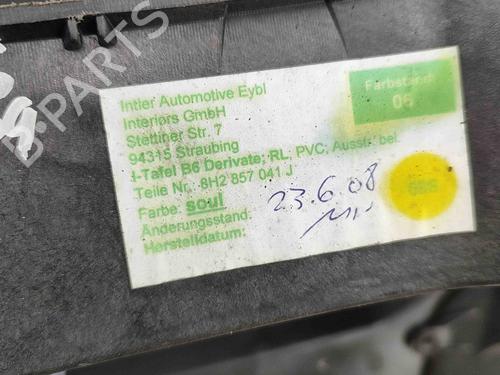 Intier Automotive Eybl
Interiors GmbH
Stettiner Str. 7
94315 Straubing
I-Tafel B6 Derivate; RL, PVC; Ausstr.bel.
Teile Nr.: 8H2 857 041 J
Farbe: soul
Änderungsstand:
Herstelldatum:
23.6.08
Farbstand
06
B-PARTS